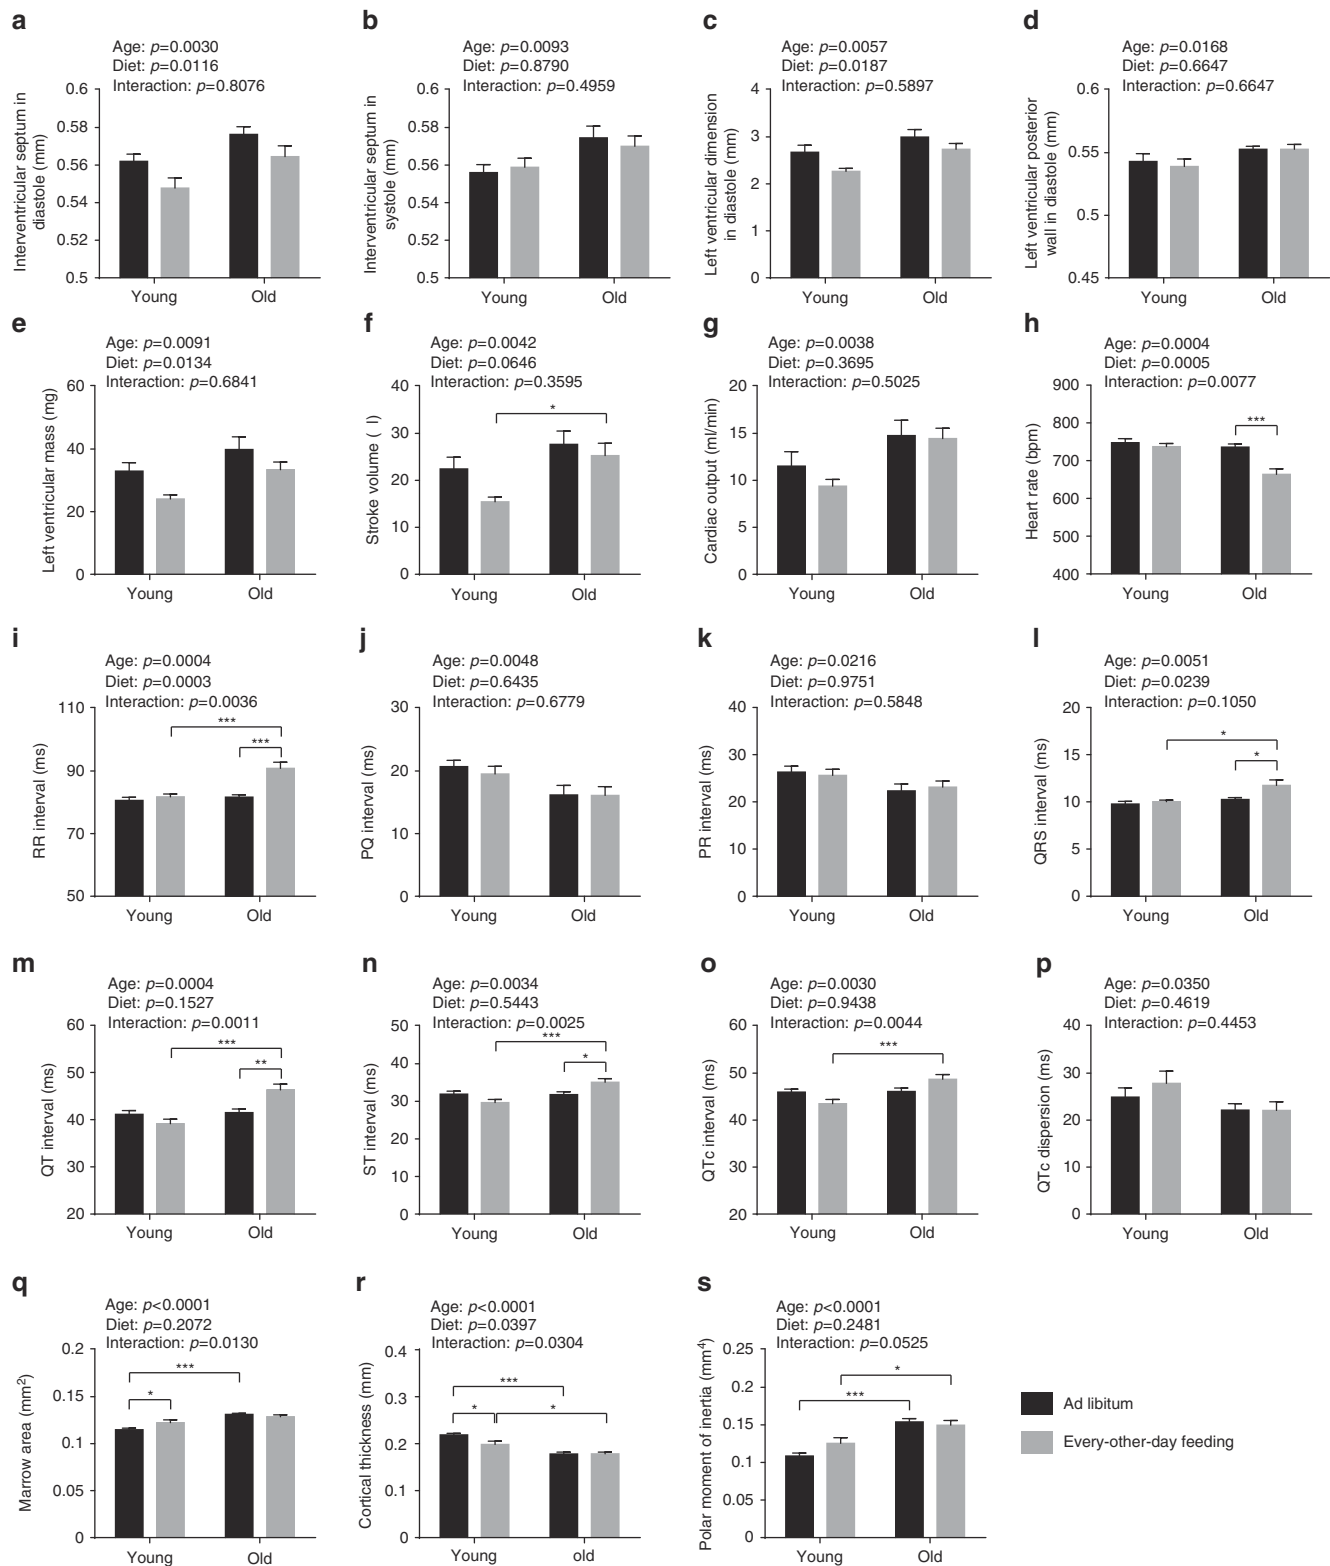 a
Age: p=0.0030
Diet: p=0.0116
Interaction: p=0.8076
Interventricular septum in
diastole (mm)
0.6
0.58
0.56
0.54
0.52
0.5
Young Old
b
Age: p=0.0093
Diet: p=0.8790
Interaction: p=0.4959
Interventricular septum in
systole (mm)
0.6
0.58
0.56
0.54
0.52
0.5
Young Old
c
Age: p=0.0057
Diet: p=0.0187
Interaction: p=0.5897
Left ventricular dimension
in diastole (mm)
4
3
2
1
0
Young Old
d
Age: p=0.0168
Diet: p=0.6647
Interaction: p=0.6647
Left ventricular posterior
wall in diastole (mm)
0.6
0.55
0.5
0.45
Young Old
e
Age: p=0.0091
Diet: p=0.0134
Interaction: p=0.6841
Left ventricular mass (mg)
60
40
20
0
Young Old
f
Age: p=0.0042
Diet: p=0.0646
Interaction: p=0.3595
Stroke volume ( l)
40
30
20
10
0
*
Young Old
g
Age: p=0.0038
Diet: p=0.3695
Interaction: p=0.5025
Cardiac output (ml/min)
20
15
10
5
0
Young Old
h
Age: p=0.0004
Diet: p=0.0005
Interaction: p=0.0077
Heart rate (bpm)
900
800
700
600
500
400
***
Young Old
i
Age: p=0.0004
Diet: p=0.0003
Interaction: p=0.0036
RR interval (ms)
110
90
70
50
***
***
Young Old
j
Age: p=0.0048
Diet: p=0.6435
Interaction: p=0.6779
PQ interval (ms)
30
20
10
0
Young Old
k
Age: p=0.0216
Diet: p=0.9751
Interaction: p=0.5848
PR interval (ms)
40
30
20
10
0
Young Old
l
Age: p=0.0051
Diet: p=0.0239
Interaction: p=0.1050
QRS interval (ms)
20
15
10
5
0
*
*
Young Old
m
Age: p=0.0004
Diet: p=0.1527
Interaction: p=0.0011
QT interval (ms)
60
50
40
30
20
***
**
Young Old
n
Age: p=0.0034
Diet: p=0.5443
Interaction: p=0.0025
ST interval (ms)
50
40
30
20
10
0
***
*
Young Old
o
Age: p=0.0030
Diet: p=0.9438
Interaction: p=0.0044
QTc interval (ms)
60
50
40
30
20
***
Young Old
p
Age: p=0.0350
Diet: p=0.4619
Interaction: p=0.4453
QTc dispersion (ms)
40
30
20
10
0
Young Old
q
Age: p<0.0001
Diet: p=0.2072
Interaction: p=0.0130
Marrow area (mm²)
0.2
0.15
0.1
0.05
0
***
*
Young Old
r
Age: p<0.0001
Diet: p=0.0397
Interaction: p=0.0304
Cortical thickness (mm)
0.4
0.3
0.2
0.1
0
***
* *
Young old
s
Age: p<0.0001
Diet: p=0.2481
Interaction: p=0.0525
Polar moment of inertia (mm⁴)
0.25
0.2
0.15
0.1
0.05
0
*
***
Young Old
Ad libitum
Every-other-day feeding